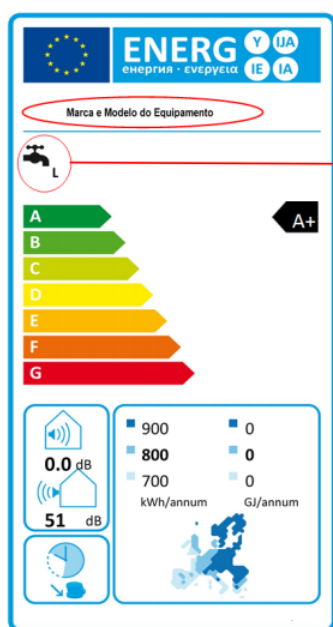 ENERG Y IJA
енергия · ενεργεια IE IA
Marca e Modelo do Equipamento
L
A
A+
B
C
D
E
F
G
0.0 dB
51 dB
900 0
800 0
700 0
kWh/annum GJ/annum